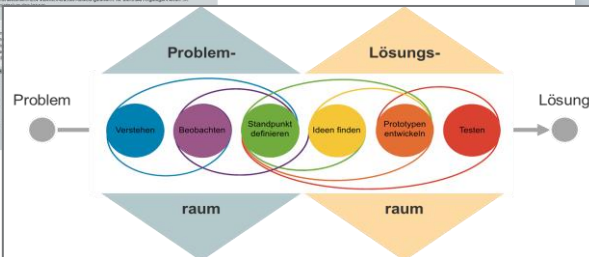 Problem-
Lösungs-
Problem
Lösung
Verstehen
Beobachten
Standpunkt
definieren
Ideen finden
Prototypen
entwickeln
Testen
raum
raum